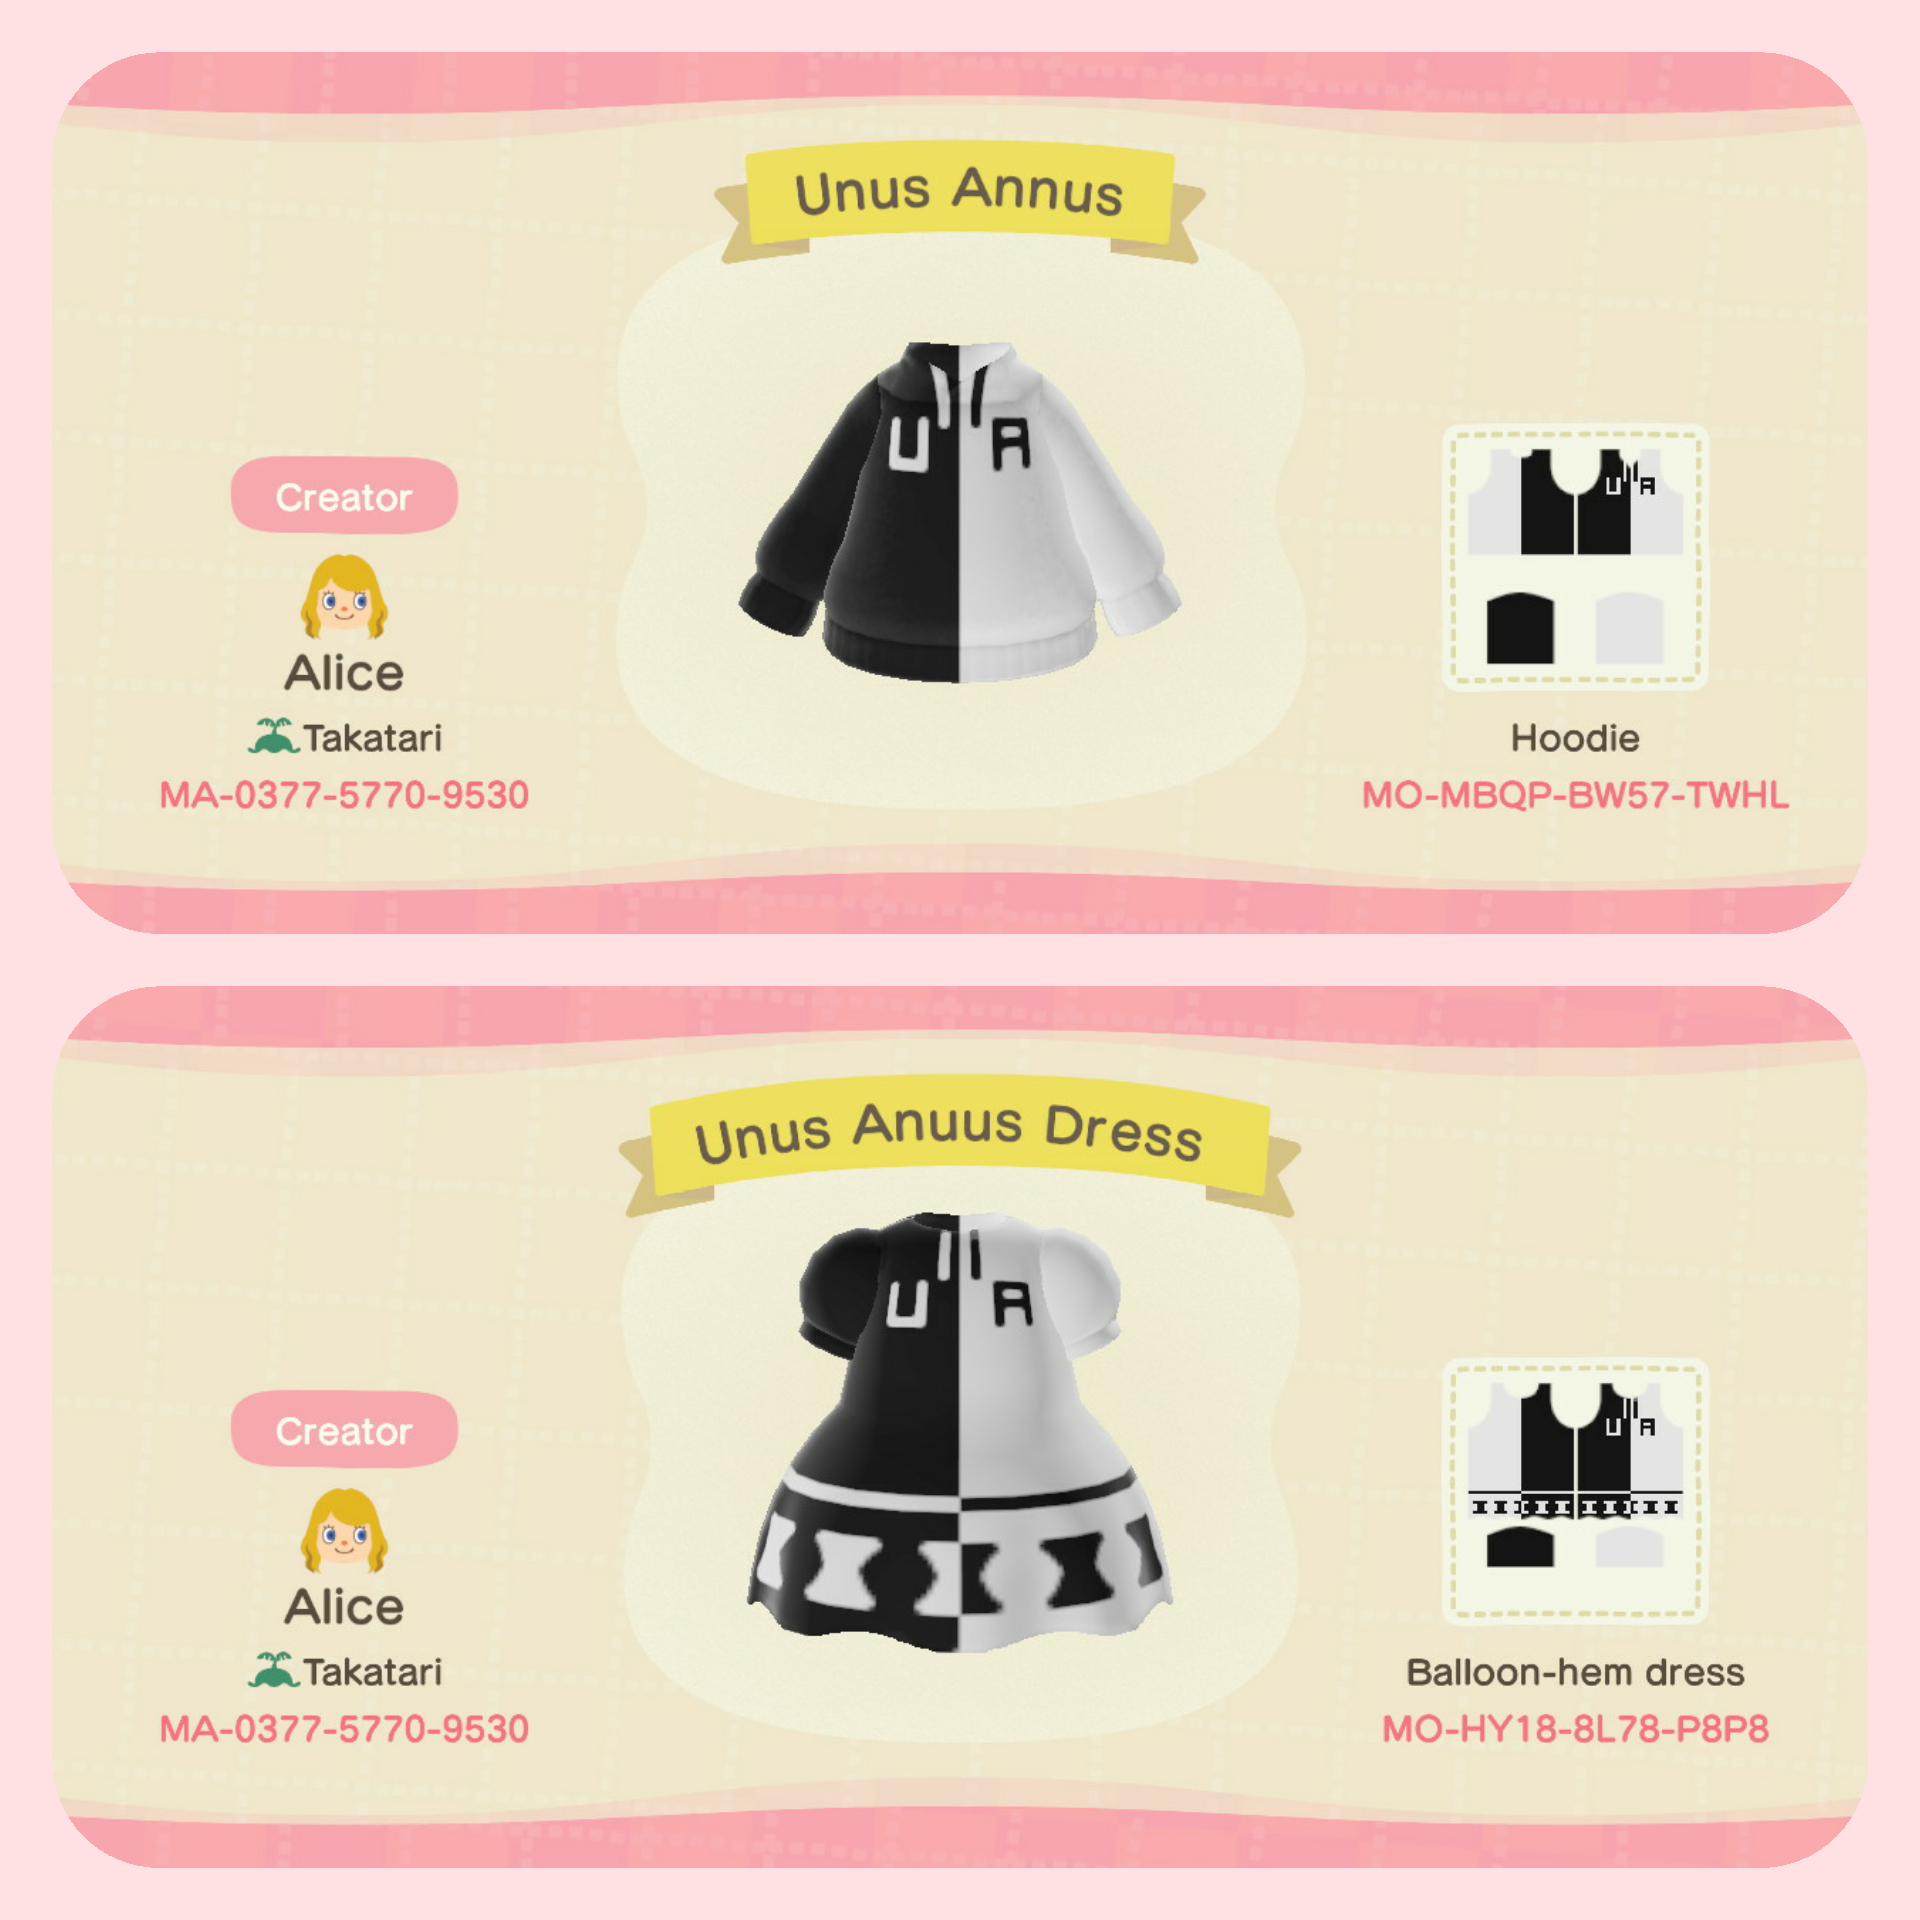 Unus Annus
U A
Creator
Alice
Takatari
MA-0377-5770-9530
U A
Hoodie
MO-MBQP-BW57-TWHL
Unus Anuus Dress
U A
Creator
Alice
Takatari
MA-0377-5770-9530
U A
Balloon-hem dress
MO-HY18-8L78-P8P8